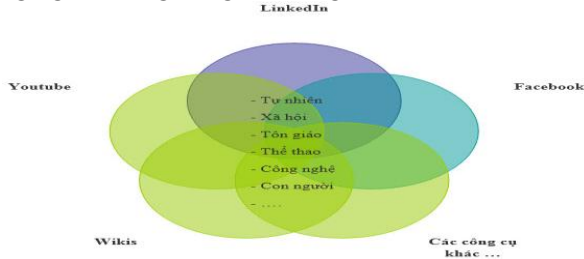 LinkedIn
Youtube
Facebook
- Tự nhiên
- Xã hội
- Tôn giáo
- Thể thao
- Công nghệ
- Con người
- ....
Wikis
Các công cụ
khác ...